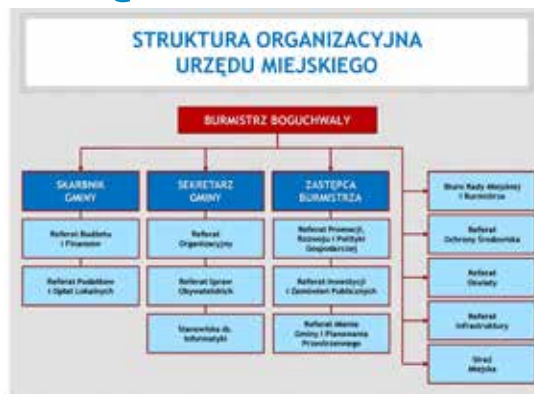 STRUKTURA ORGANIZACYJNA
URZĘDU MIEJSKIEGO
BURMISTRZ BOGUCHWAŁY
SKARBNIK
GMINY
SEKRETARZ
GMINY
ZASTĘPCA
BURMISTRZA
Biuro Rady Miejskiej
i Burmistrza
Referat Budżetu
i Finansów
Referat
Organizacyjny
Referat Promocji,
Rozwoju i Polityki
Gospodarczej
Referat
Ochrony Środowiska
Referat Podatków
i Opłat Lokalnych
Referat Spraw
Obywatelskich
Referat Inwestycji
i Zamówień Publicznych
Referat
Oświaty
Stanowisko ds.
Informatyki
Referat Mienia
Gminy i Planowania
Przestrzennego
Referat
Infrastruktury
Straż
Miejska